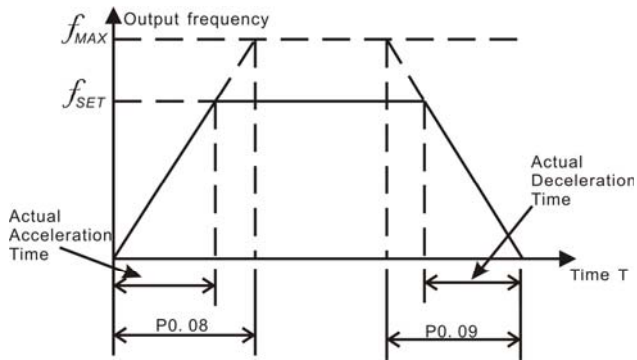 Output frequency
fMAX
fSET
Actual
Acceleration
Time
Actual
Deceleration
Time
Time T
P0. 08
P0. 09